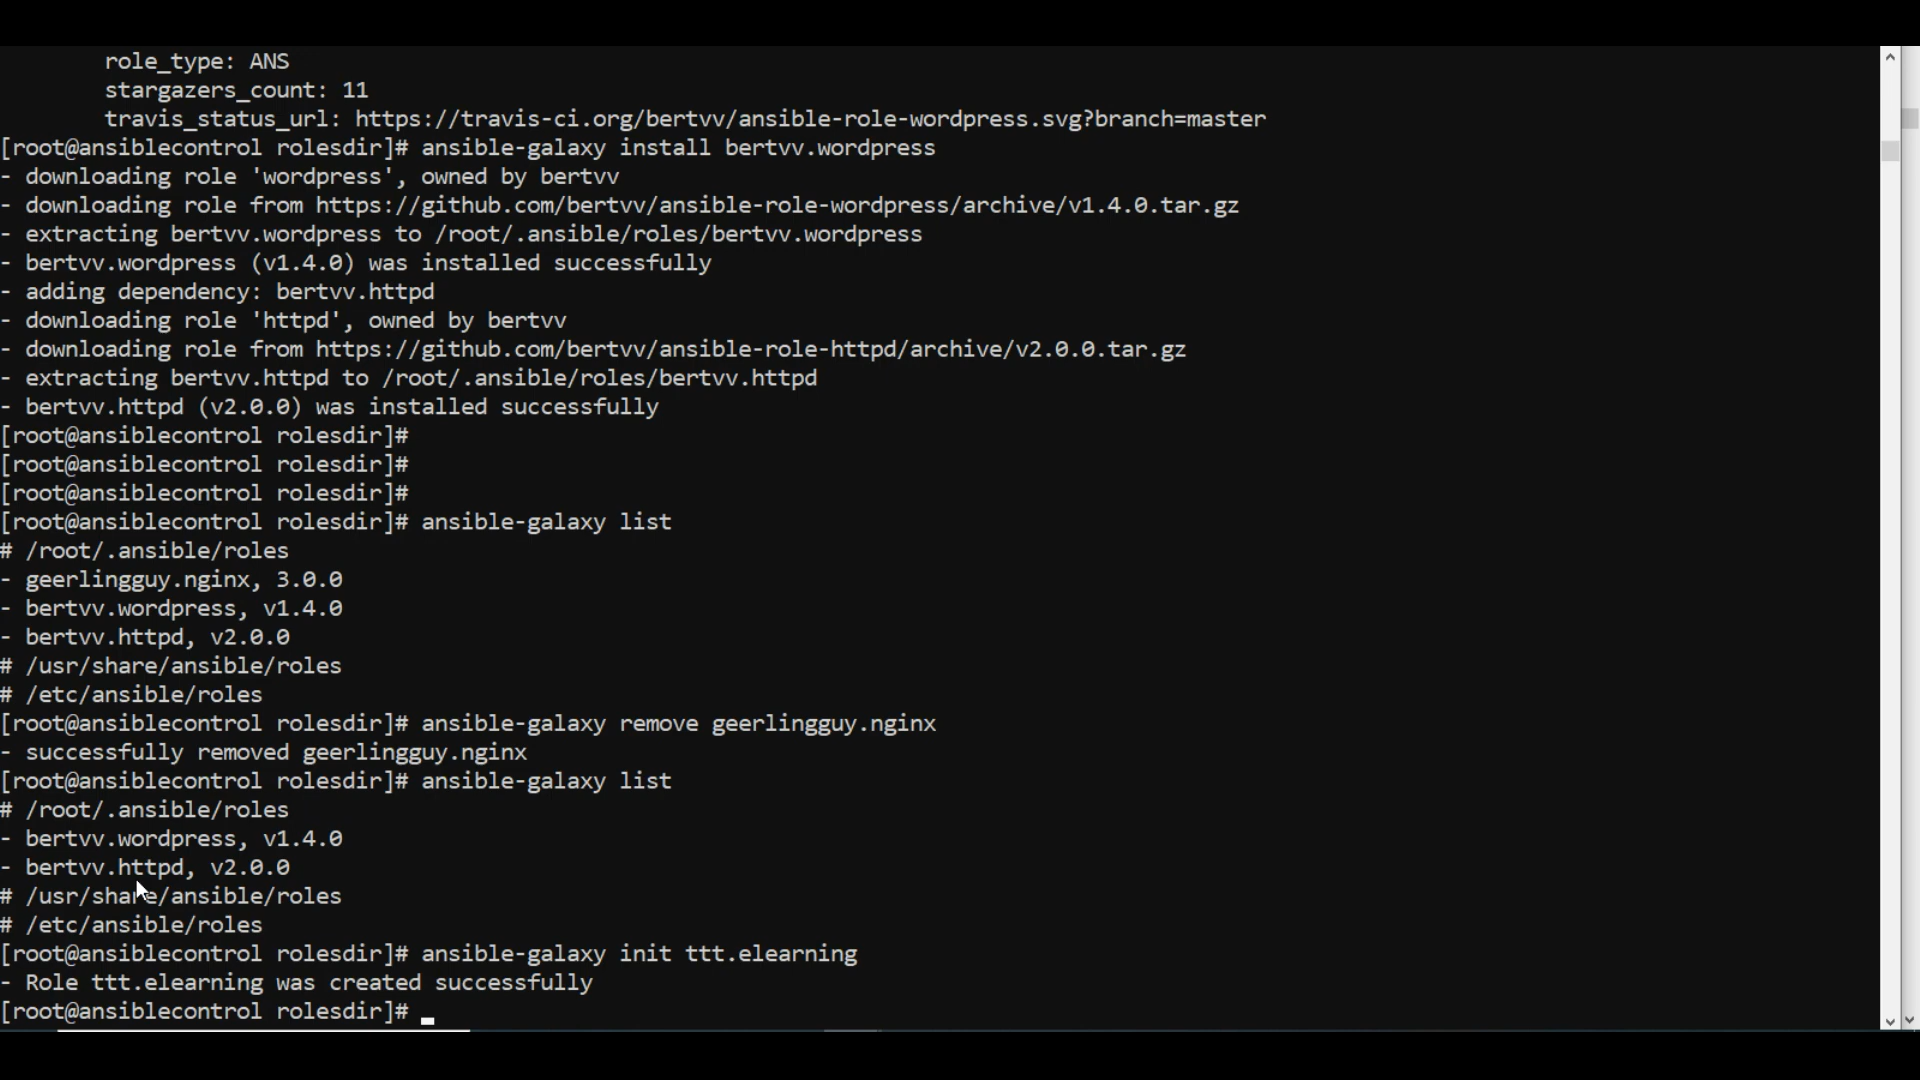 role_type: ANS
stargazers_count: 11
travis_status_url: https://travis-ci.org/bertvv/ansible-role-wordpress.svg?branch=master
[root@ansiblecontrol rolesdir]# ansible-galaxy install bertvv.wordpress
- downloading role 'wordpress', owned by bertvv
- downloading role from https://github.com/bertvv/ansible-role-wordpress/archive/v1.4.0.tar.gz
- extracting bertvv.wordpress to /root/.ansible/roles/bertvv.wordpress
- bertvv.wordpress (v1.4.0) was installed successfully
- adding dependency: bertvv.httpd
- downloading role 'httpd', owned by bertvv
- downloading role from https://github.com/bertvv/ansible-role-httpd/archive/v2.0.0.tar.gz
- extracting bertvv.httpd to /root/.ansible/roles/bertvv.httpd
- bertvv.httpd (v2.0.0) was installed successfully
[root@ansiblecontrol rolesdir]#
[root@ansiblecontrol rolesdir]#
[root@ansiblecontrol rolesdir]#
[root@ansiblecontrol rolesdir]# ansible-galaxy list
# /root/.ansible/roles
- geerlingguy.nginx, 3.0.0
- bertvv.wordpress, v1.4.0
- bertvv.httpd, v2.0.0
# /usr/share/ansible/roles
# /etc/ansible/roles
[root@ansiblecontrol rolesdir]# ansible-galaxy remove geerlingguy.nginx
- successfully removed geerlingguy.nginx
[root@ansiblecontrol rolesdir]# ansible-galaxy list
# /root/.ansible/roles
- bertvv.wordpress, v1.4.0
- bertvv.httpd, v2.0.0
# /usr/share/ansible/roles
# /etc/ansible/roles
[root@ansiblecontrol rolesdir]# ansible-galaxy init ttt.elearning
- Role ttt.elearning was created successfully
[root@ansiblecontrol rolesdir]#